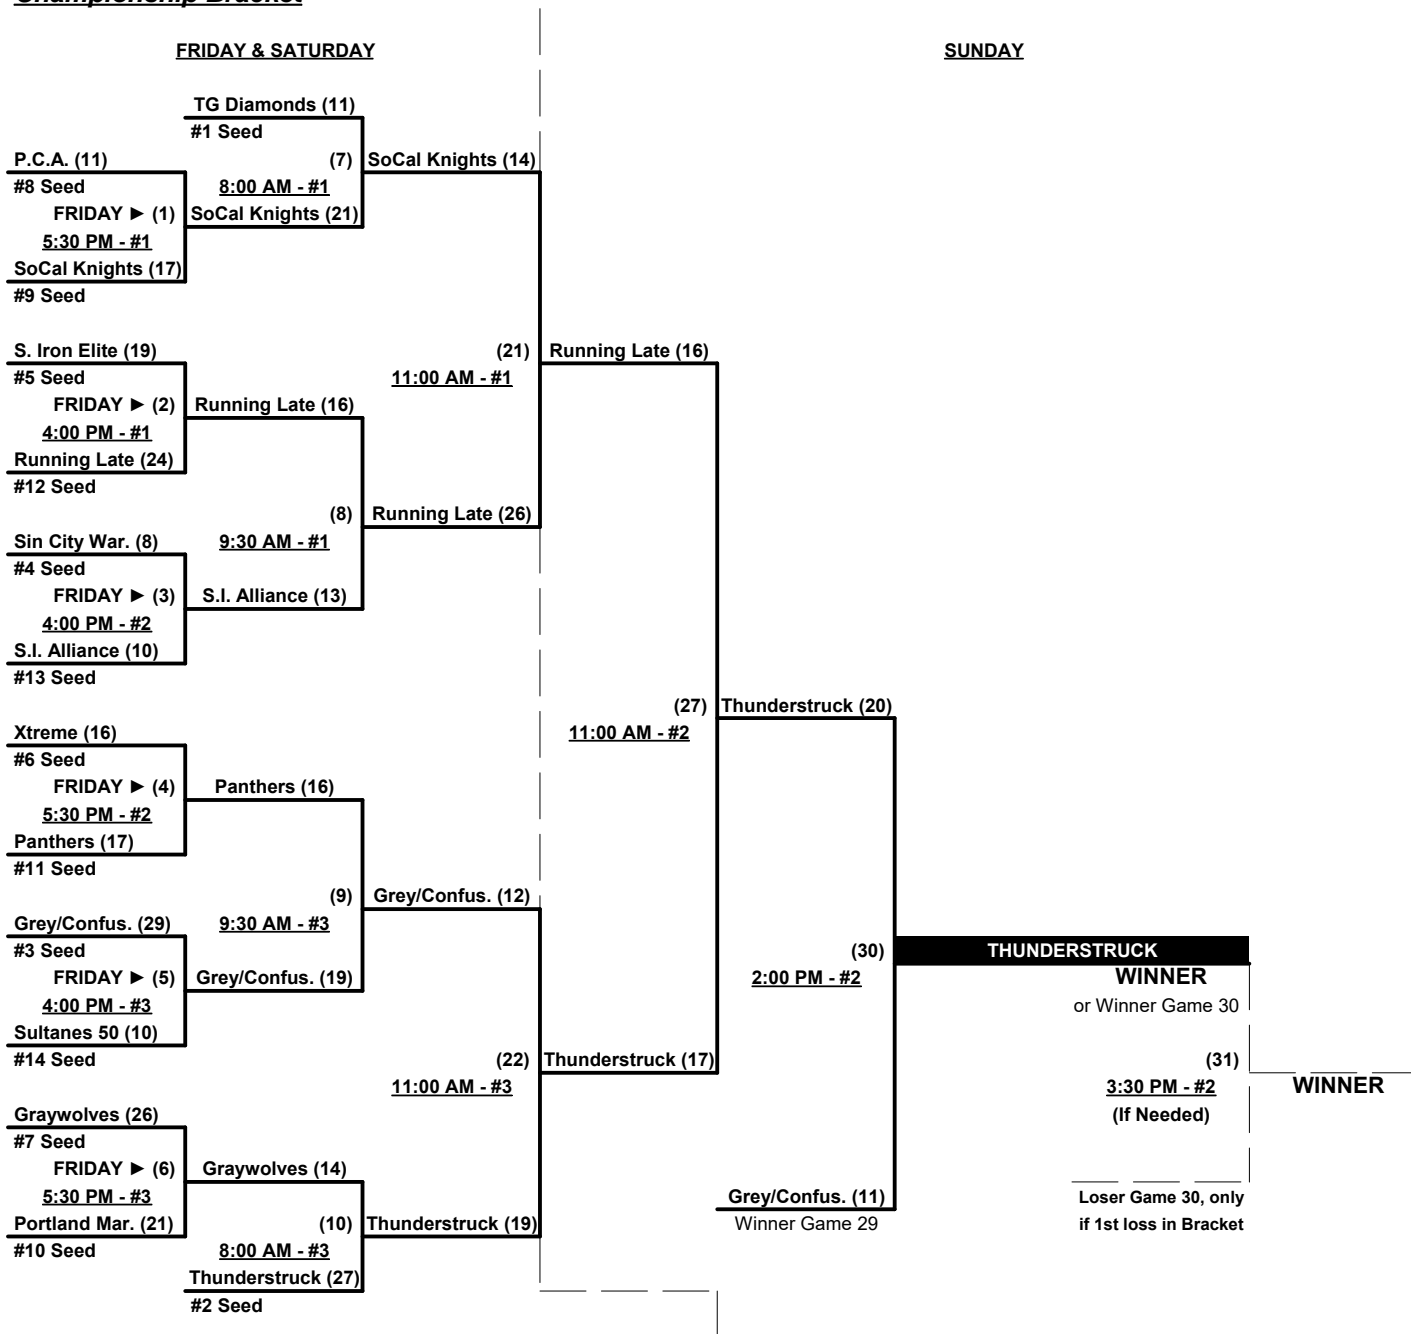 Championship Bracket
FRIDAY & SATURDAY
SUNDAY
TG Diamonds (11)
#1 Seed
P.C.A. (11)
(7)
SoCal Knights (14)
#8 Seed
8:00 AM - #1
FRIDAY ► (1)
SoCal Knights (21)
5:30 PM - #1
SoCal Knights (17)
#9 Seed
S. Iron Elite (19)
(21)
Running Late (16)
#5 Seed
11:00 AM - #1
FRIDAY ► (2)
Running Late (16)
4:00 PM - #1
Running Late (24)
#12 Seed
(8)
Running Late (26)
Sin City War. (8)
9:30 AM - #1
#4 Seed
FRIDAY ► (3)
S.I. Alliance (13)
4:00 PM - #2
S.I. Alliance (10)
#13 Seed
(27)
Thunderstruck (20)
Xtreme (16)
11:00 AM - #2
#6 Seed
FRIDAY ► (4)
Panthers (16)
5:30 PM - #2
Panthers (17)
#11 Seed
(9)
Grey/Confus. (12)
Grey/Confus. (29)
9:30 AM - #3
#3 Seed
(30)
THUNDERSTRUCK
FRIDAY ► (5)
Grey/Confus. (19)
2:00 PM - #2
WINNER
4:00 PM - #3
or Winner Game 30
Sultanes 50 (10)
#14 Seed
(22)
Thunderstruck (17)
(31)
11:00 AM - #3
3:30 PM - #2
WINNER
Graywolves (26)
(If Needed)
#7 Seed
FRIDAY ► (6)
Graywolves (14)
5:30 PM - #3
Grey/Confus. (11)
Loser Game 30, only
Portland Mar. (21)
(10)
Thunderstruck (19)
Winner Game 29
if 1st loss in Bracket
#10 Seed
8:00 AM - #3
Thunderstruck (27)
#2 Seed